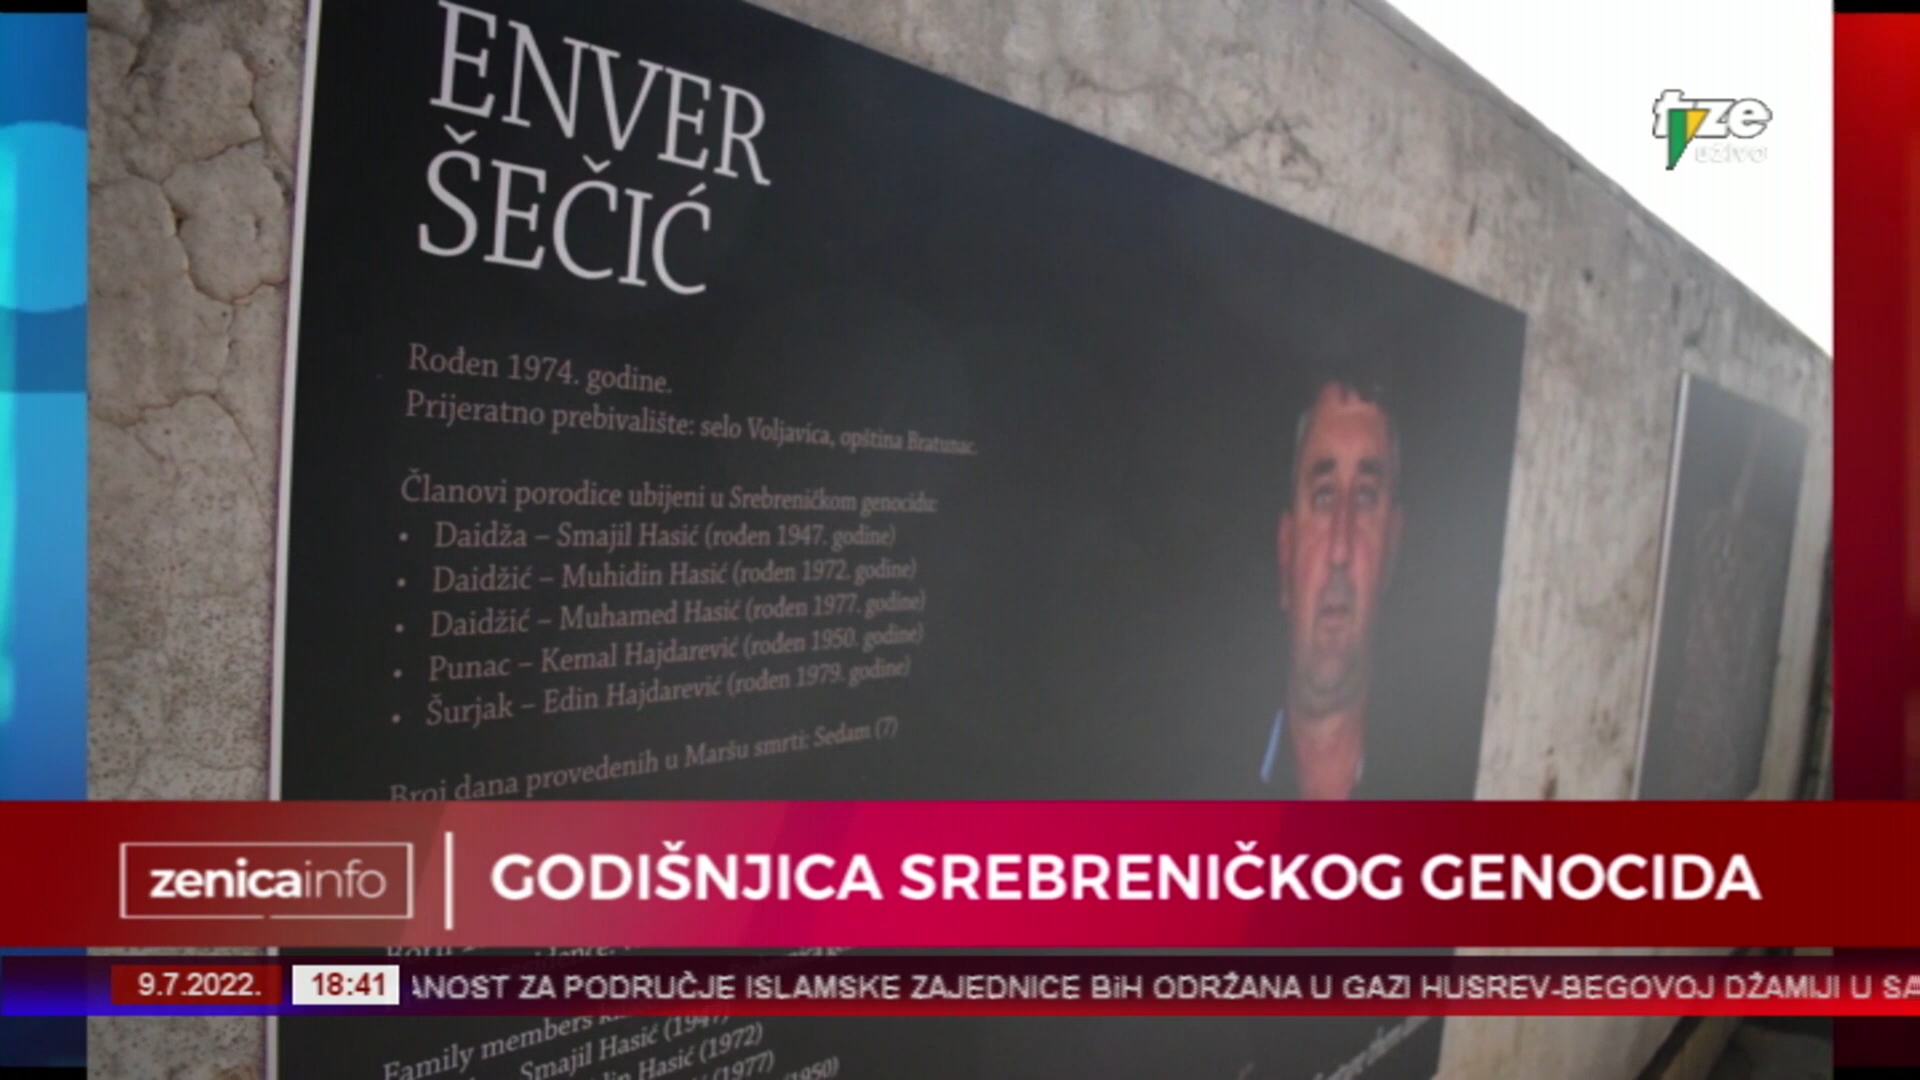 ENVER
ŠEČIĆ
tvze
uživo
Rođen 1974. godine.
Prijeratno prebivalište: selo Voljavica, opština Bratunac.
Članovi porodice ubijeni u Srebreničkom genocidu:
• Daidža – Smajil Hasić (rođen 1947. godine)
• Daidžić – Muhidin Hasić (rođen 1972. godine)
• Daidžić – Muhamed Hasić (rođen 1977. godine)
• Punac – Kemal Hajdarević (rođen 1950. godine)
• Šurjak – Edin Hajdarević (rođen 1979. godine)
Broj dana provedenih u Maršu smrti: Sedam (7)
zenicainfo
GODIŠNJICA SREBRENIČKOG GENOCIDA
9.7.2022. 18:41 ANOST ZA PODRUČJE ISLAMSKE ZAJEDNICE BiH ODRŽANA U GAZI HUSREV-BEGOVOJ DŽAMIJI U SA
Family members
Smajil Hasić (1947)
Hasić (1972)
(1977)
(1950)